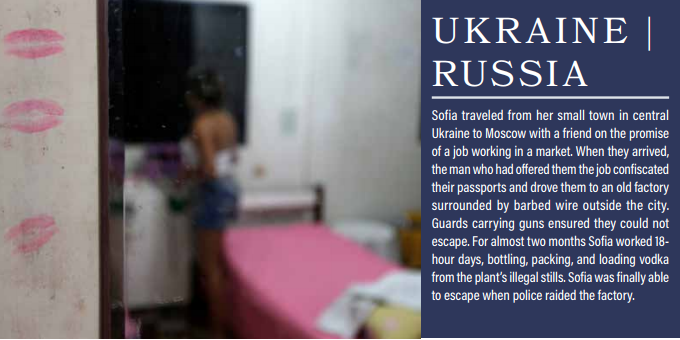 UKRAINE |
RUSSIA
Sofia traveled from her small town in central
Ukraine to Moscow with a friend on the promise
of a job working in a market. When they arrived,
the man who had offered them the job confiscated
their passports and drove them to an old factory
surrounded by barbed wire outside the city.
Guards carrying guns ensured they could not
escape. For almost two months Sofia worked 18-
hour days, bottling, packing, and loading vodka
from the plant's illegal stills. Sofia was finally able
to escape when police raided the factory.